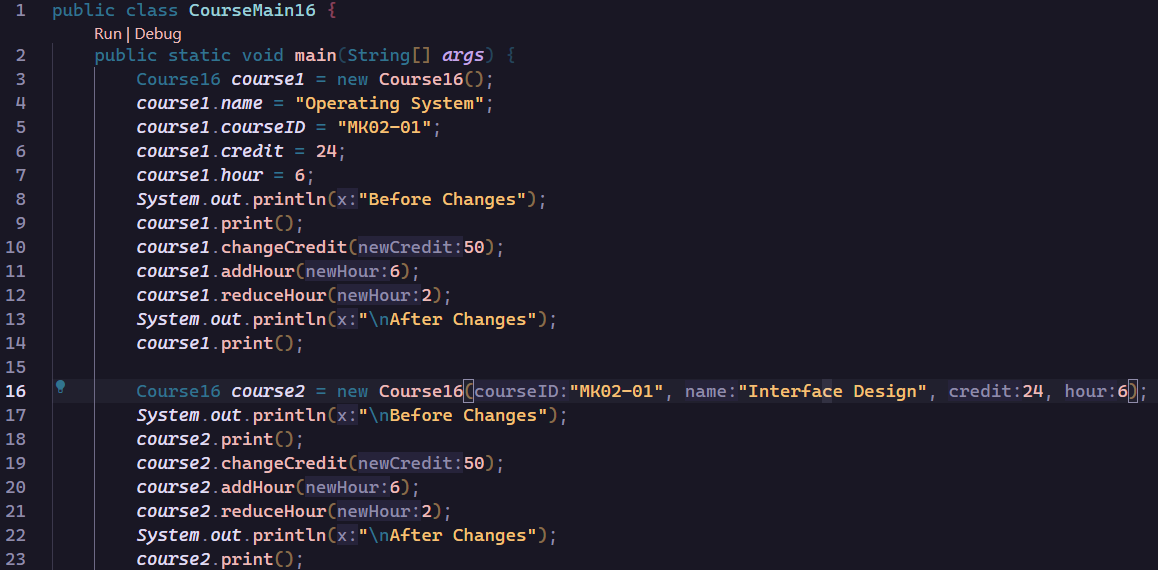 1 public class CourseMain16 {
Run | Debug
2 public static void main(String[] args) {
3 Course16 course1 = new Course16();
4 course1.name = "Operating System";
5 course1.courseID = "MK02-01";
6 course1.credit = 24;
7 course1.hour = 6;
8 System.out.println(x:"Before Changes");
9 course1.print();
10 course1.changeCredit(newCredit:50);
11 course1.addHour(newHour:6);
12 course1.reduceHour(newHour:2);
13 System.out.println(x:"\nAfter Changes");
14 course1.print();
15
16 Course16 course2 = new Course16(courseID:"MK02-01", name:"Interface Design", credit:24, hour:6);
17 System.out.println(x:"\nBefore Changes");
18 course2.print();
19 course2.changeCredit(newCredit:50);
20 course2.addHour(newHour:6);
21 course2.reduceHour(newHour:2);
22 System.out.println(x:"\nAfter Changes");
23 course2.print();